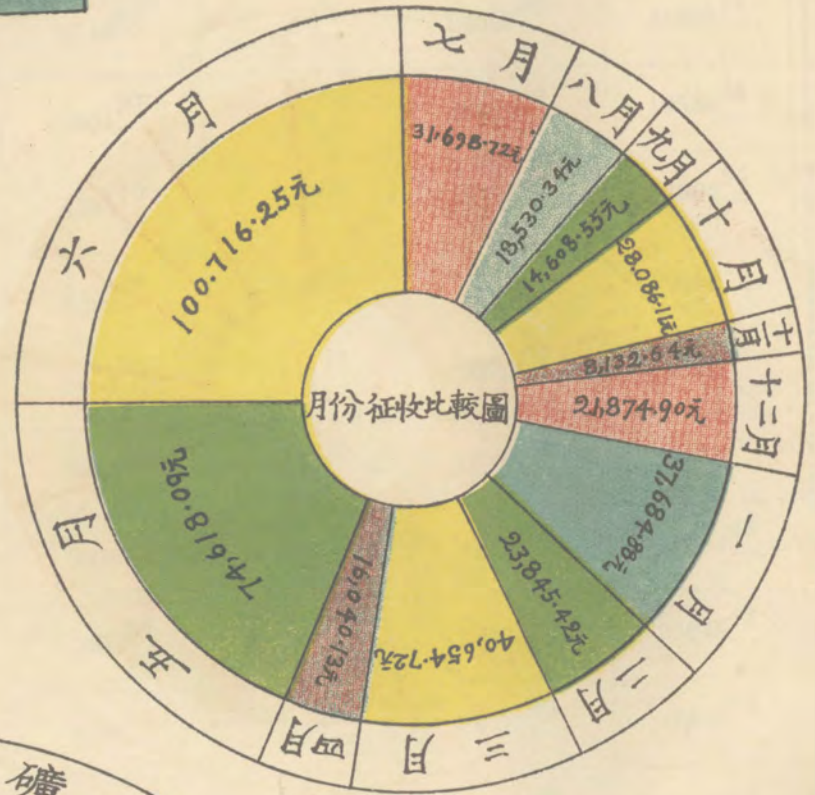 七月
31,698.72元
八月
18,530.34元
九月
14,608.55元
十月
28.086.11元
十一月
8,132.64元
十二月
21,874.90元
一月
37,684.88元
二月
23,845.42元
三月
40,654.72元
四月
16,040.13元
五月
74,618.09元
六月
100.716.25元
月份征收比較圖
礦